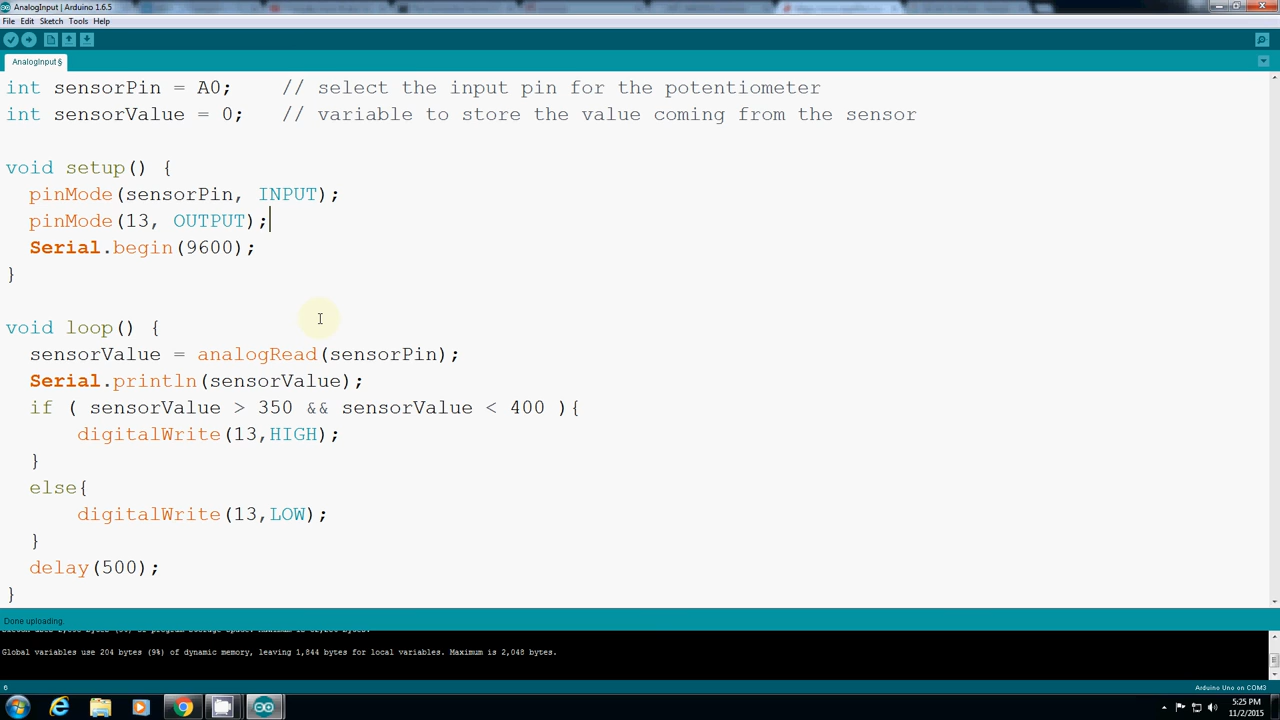 AnalogInput | Arduino 1.6.5
File Edit Sketch Tools Help
AnalogInput §
int sensorPin = A0; // select the input pin for the potentiometer
int sensorValue = 0; // variable to store the value coming from the sensor
void setup() {
pinMode(sensorPin, INPUT);
pinMode(13, OUTPUT);
Serial.begin(9600);
}
void loop() {
sensorValue = analogRead(sensorPin);
Serial.println(sensorValue);
if ( sensorValue > 350 && sensorValue < 400 ){
digitalWrite(13,HIGH);
}
else{
digitalWrite(13,LOW);
}
delay(500);
}
Done uploading.
Global variables use 204 bytes (9%) of dynamic memory, leaving 1,844 bytes for local variables. Maximum is 2,048 bytes.
6 Arduino Uno on COM3
5:25 PM
11/2/2015